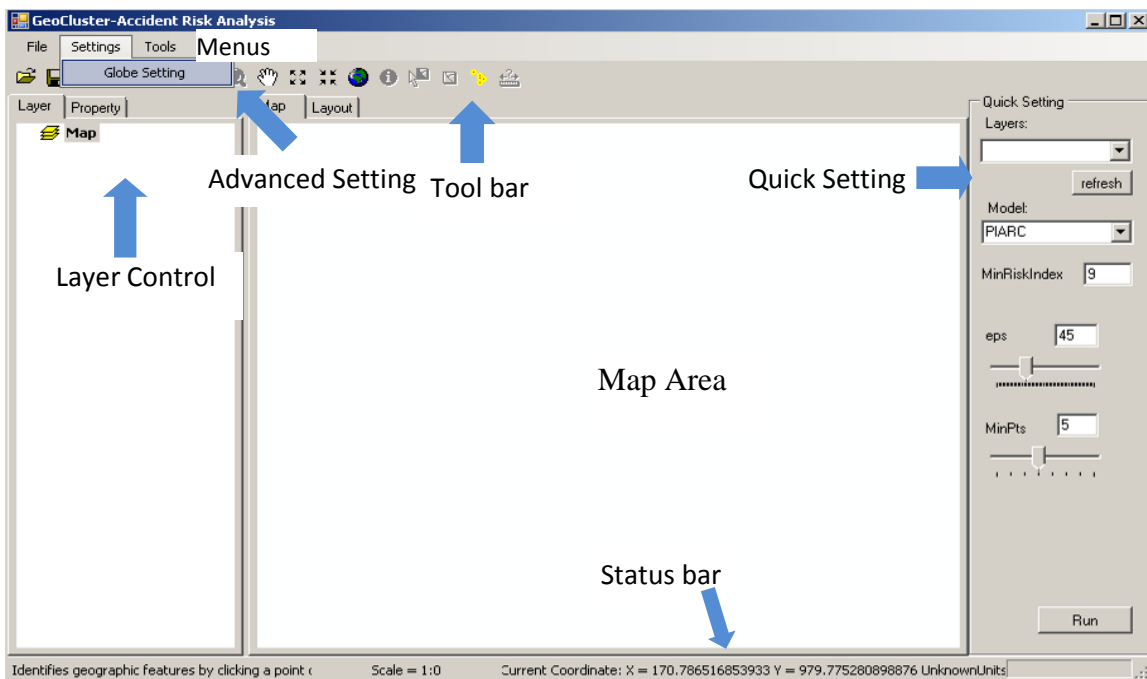 GeoCluster-Accident Risk Analysis
File Settings Tools Menus
Globe Setting
Layer Property
Map Layout
Map
Advanced Setting
Tool bar
Layer Control
Quick Setting
Quick Setting
Layers:
refresh
Model:
PIARC
MinRiskIndex 9
eps 45
MinPts 5
Map Area
Status bar
Run
Identifies geographic features by clicking a point
Scale = 1:0
Current Coordinate: X = 170.786516853933 Y = 979.775280898876 UnknownUnits